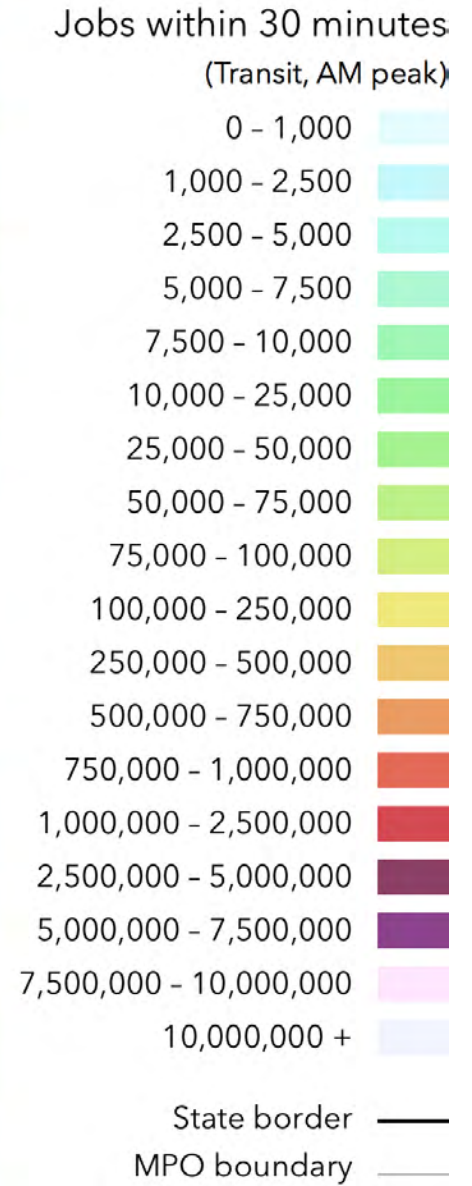 Jobs within 30 minutes
(Transit, AM peak)
0 – 1,000
1,000 – 2,500
2,500 – 5,000
5,000 – 7,500
7,500 – 10,000
10,000 – 25,000
25,000 – 50,000
50,000 – 75,000
75,000 – 100,000
100,000 – 250,000
250,000 – 500,000
500,000 – 750,000
750,000 – 1,000,000
1,000,000 – 2,500,000
2,500,000 – 5,000,000
5,000,000 – 7,500,000
7,500,000 – 10,000,000
10,000,000 +
State border
MPO boundary